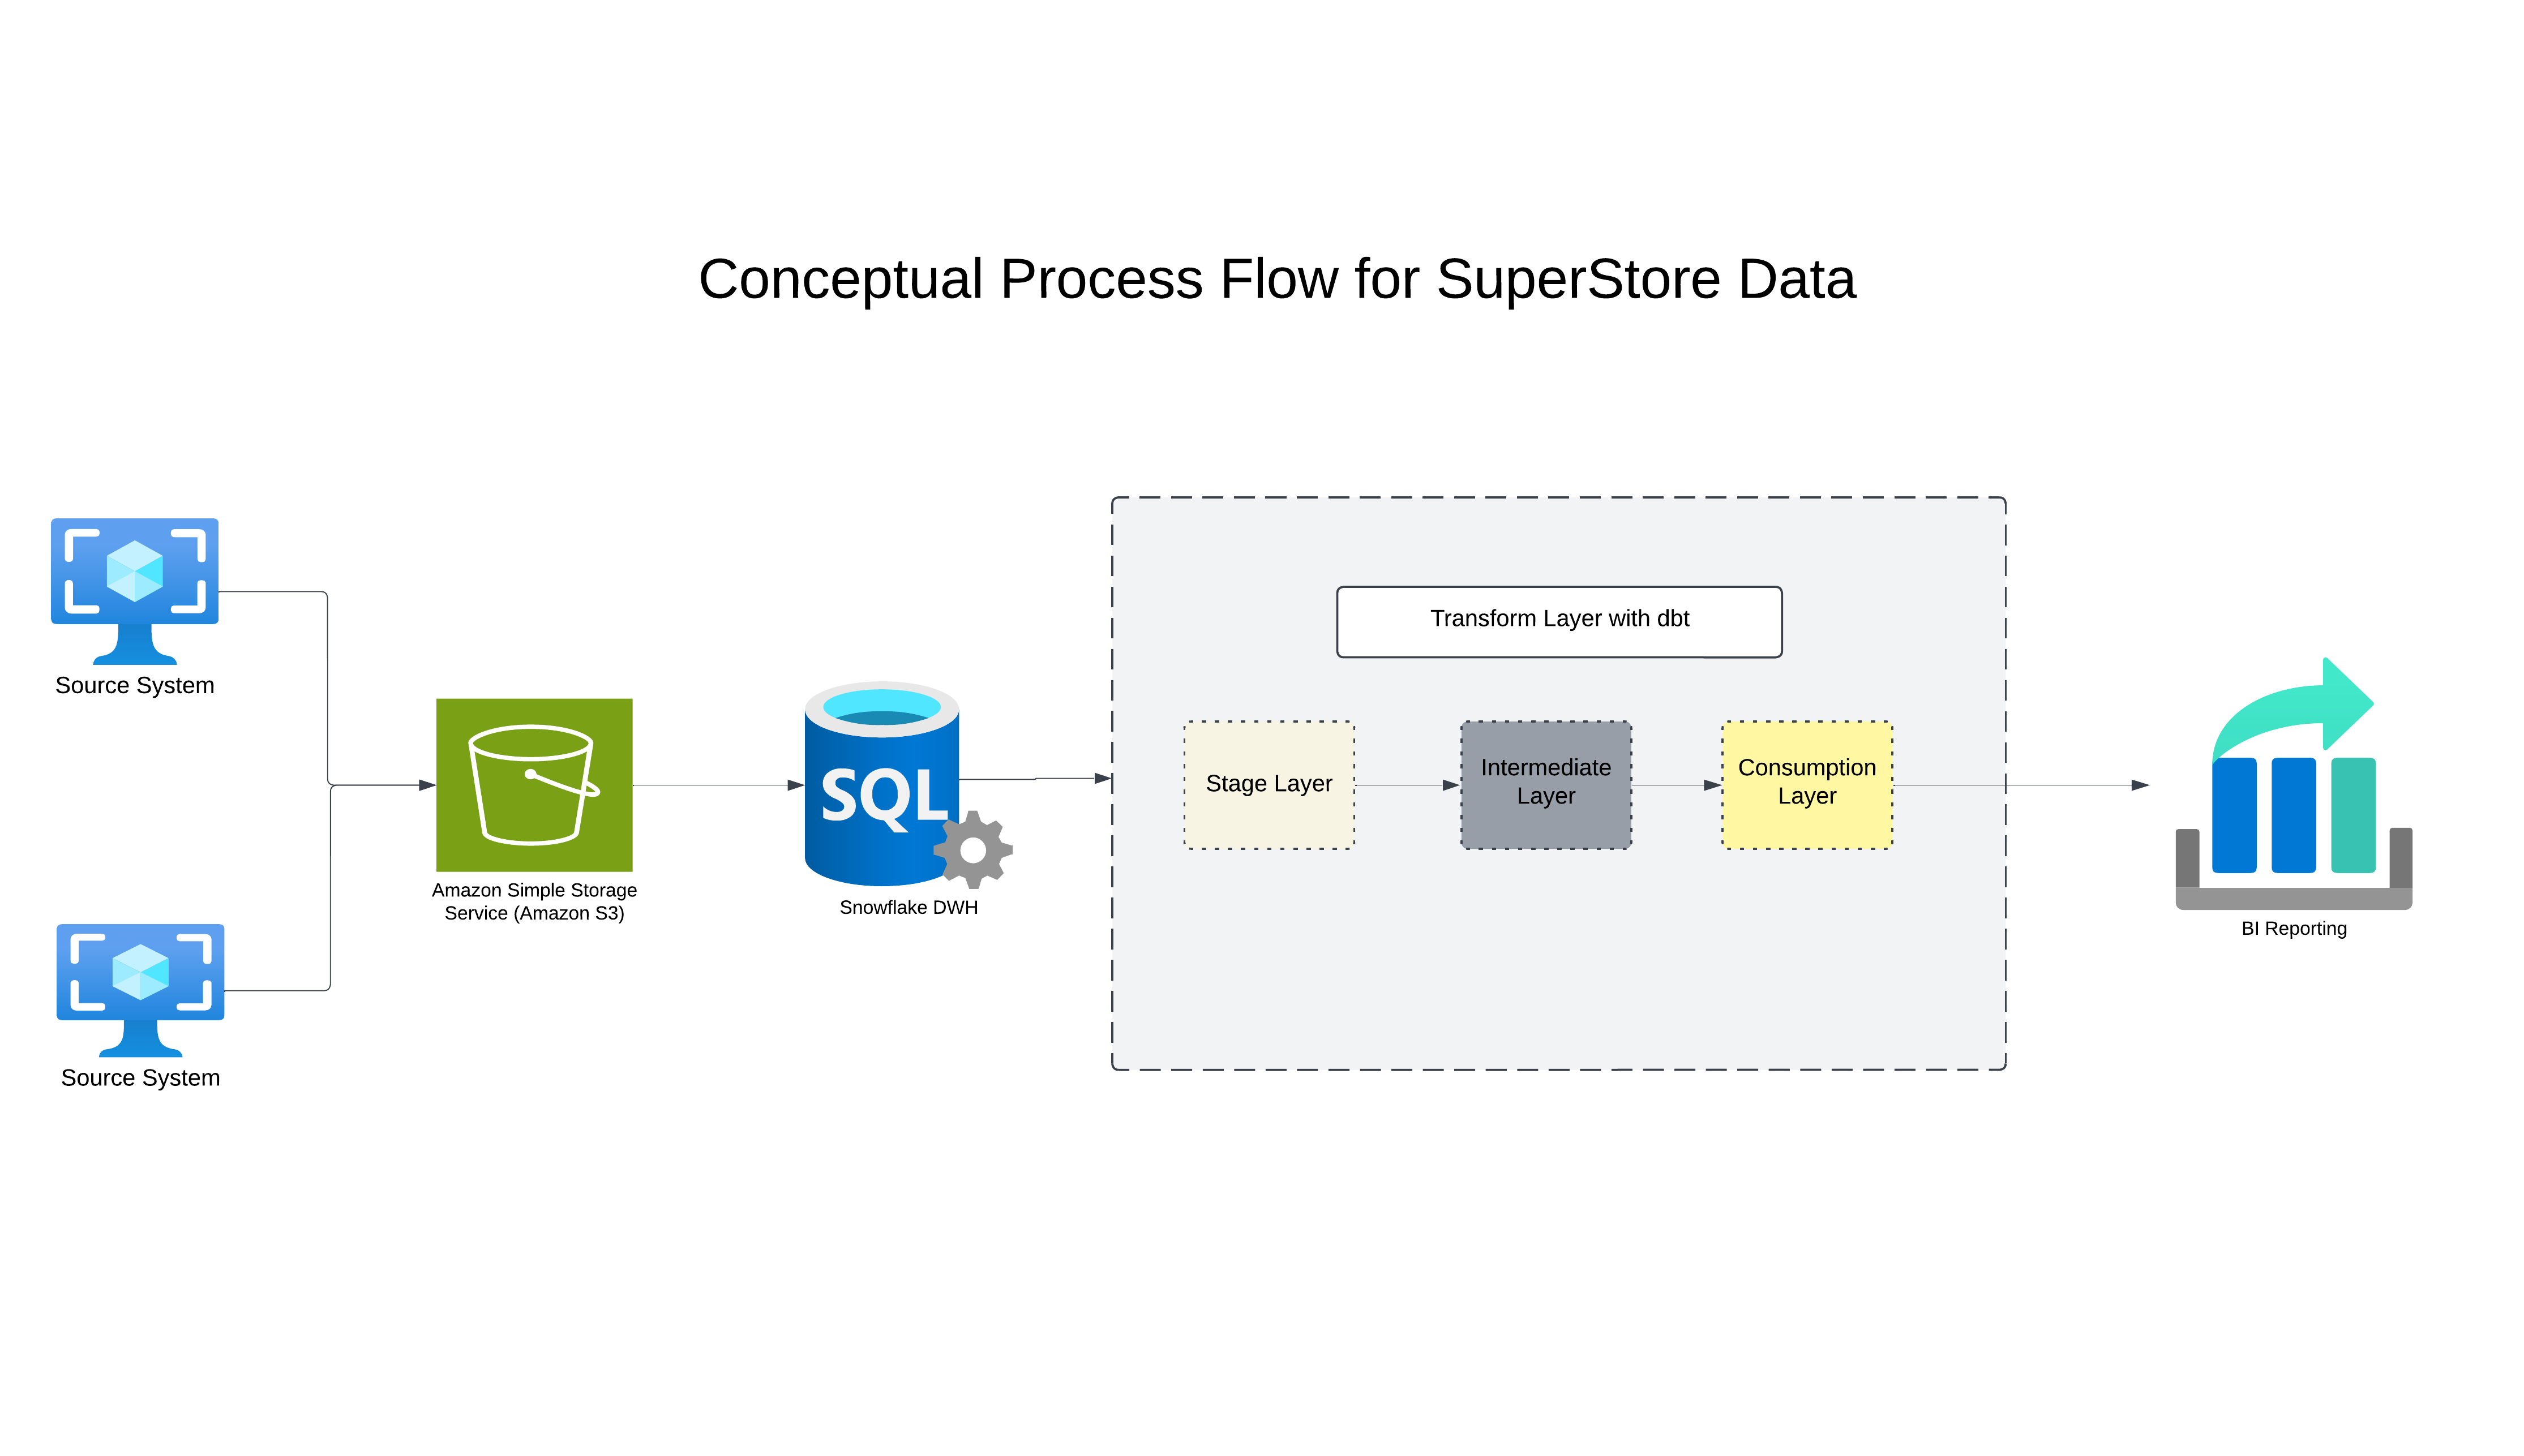 Conceptual Process Flow for SuperStore Data
Source System
Source System
Amazon Simple Storage
Service (Amazon S3)
SQL
Snowflake DWH
Transform Layer with dbt
Stage Layer
Intermediate
Layer
Consumption
Layer
BI Reporting